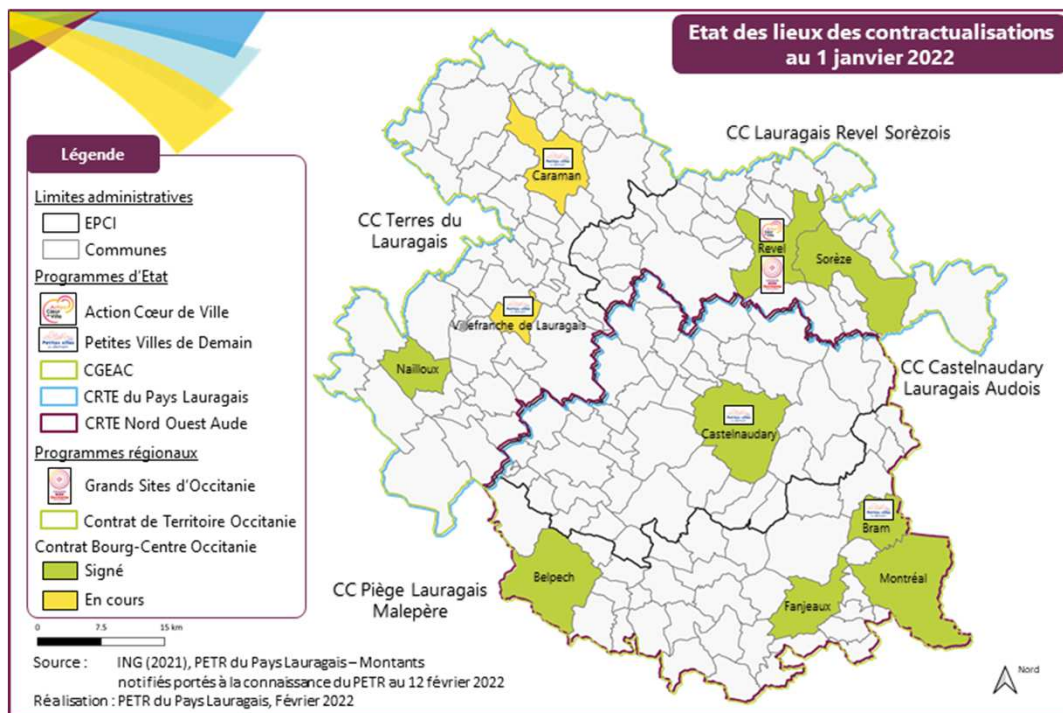 Etat des lieux des contractualisations
au 1 janvier 2022
Légende
Limites administratives
EPCI
Communes
Programmes d'Etat
Action Cœur de Ville
Petites Villes de Demain
CGEAC
CRTE du Pays Lauragais
CRTE Nord Ouest Aude
Programmes régionaux
Grands Sites d'Occitanie
Contrat de Territoire Occitanie
Contrat Bourg-Centre Occitanie
Signé
En cours
0 7.5 15 km
Source : ING (2021), PETR du Pays Lauragais – Montants
notifiés portés à la connaissance du PETR au 12 février 2022
Réalisation : PETR du Pays Lauragais, Février 2022
CC Lauragais Revel Sorèzois
CC Terres du
Lauragais
CC Castelnaudary
Lauragais Audois
CC Piège Lauragais
Malepère
Caraman
Revel
Sorèze
Villefranche de Lauragais
Nailloux
Castelnaudary
Bram
Belpech
Montréal
Fanjeaux
Nord